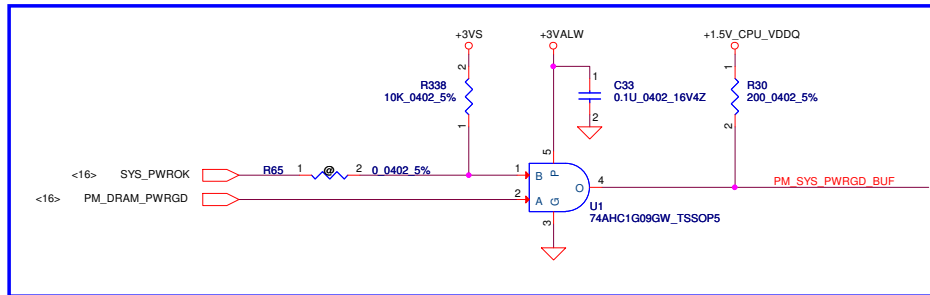 +3VS
+3VALW
+1.5V_CPU_VDDQ
2
R338
10K_0402_5%
1
1
C33
0.1U_0402_16V4Z
2
1
R30
200_0402_5%
2
5
<16> SYS_PWROK
R65 1 @ 2 0_0402_5%
1 B P
O 4
PM_SYS_PWRGD_BUF
<16> PM_DRAM_PWRGD
2 A G
U1
74AHC1G09GW_TSSOP5
3